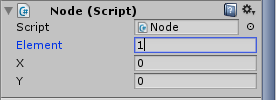 Node (Script)
Script Node
Element 1
X 0
Y 0